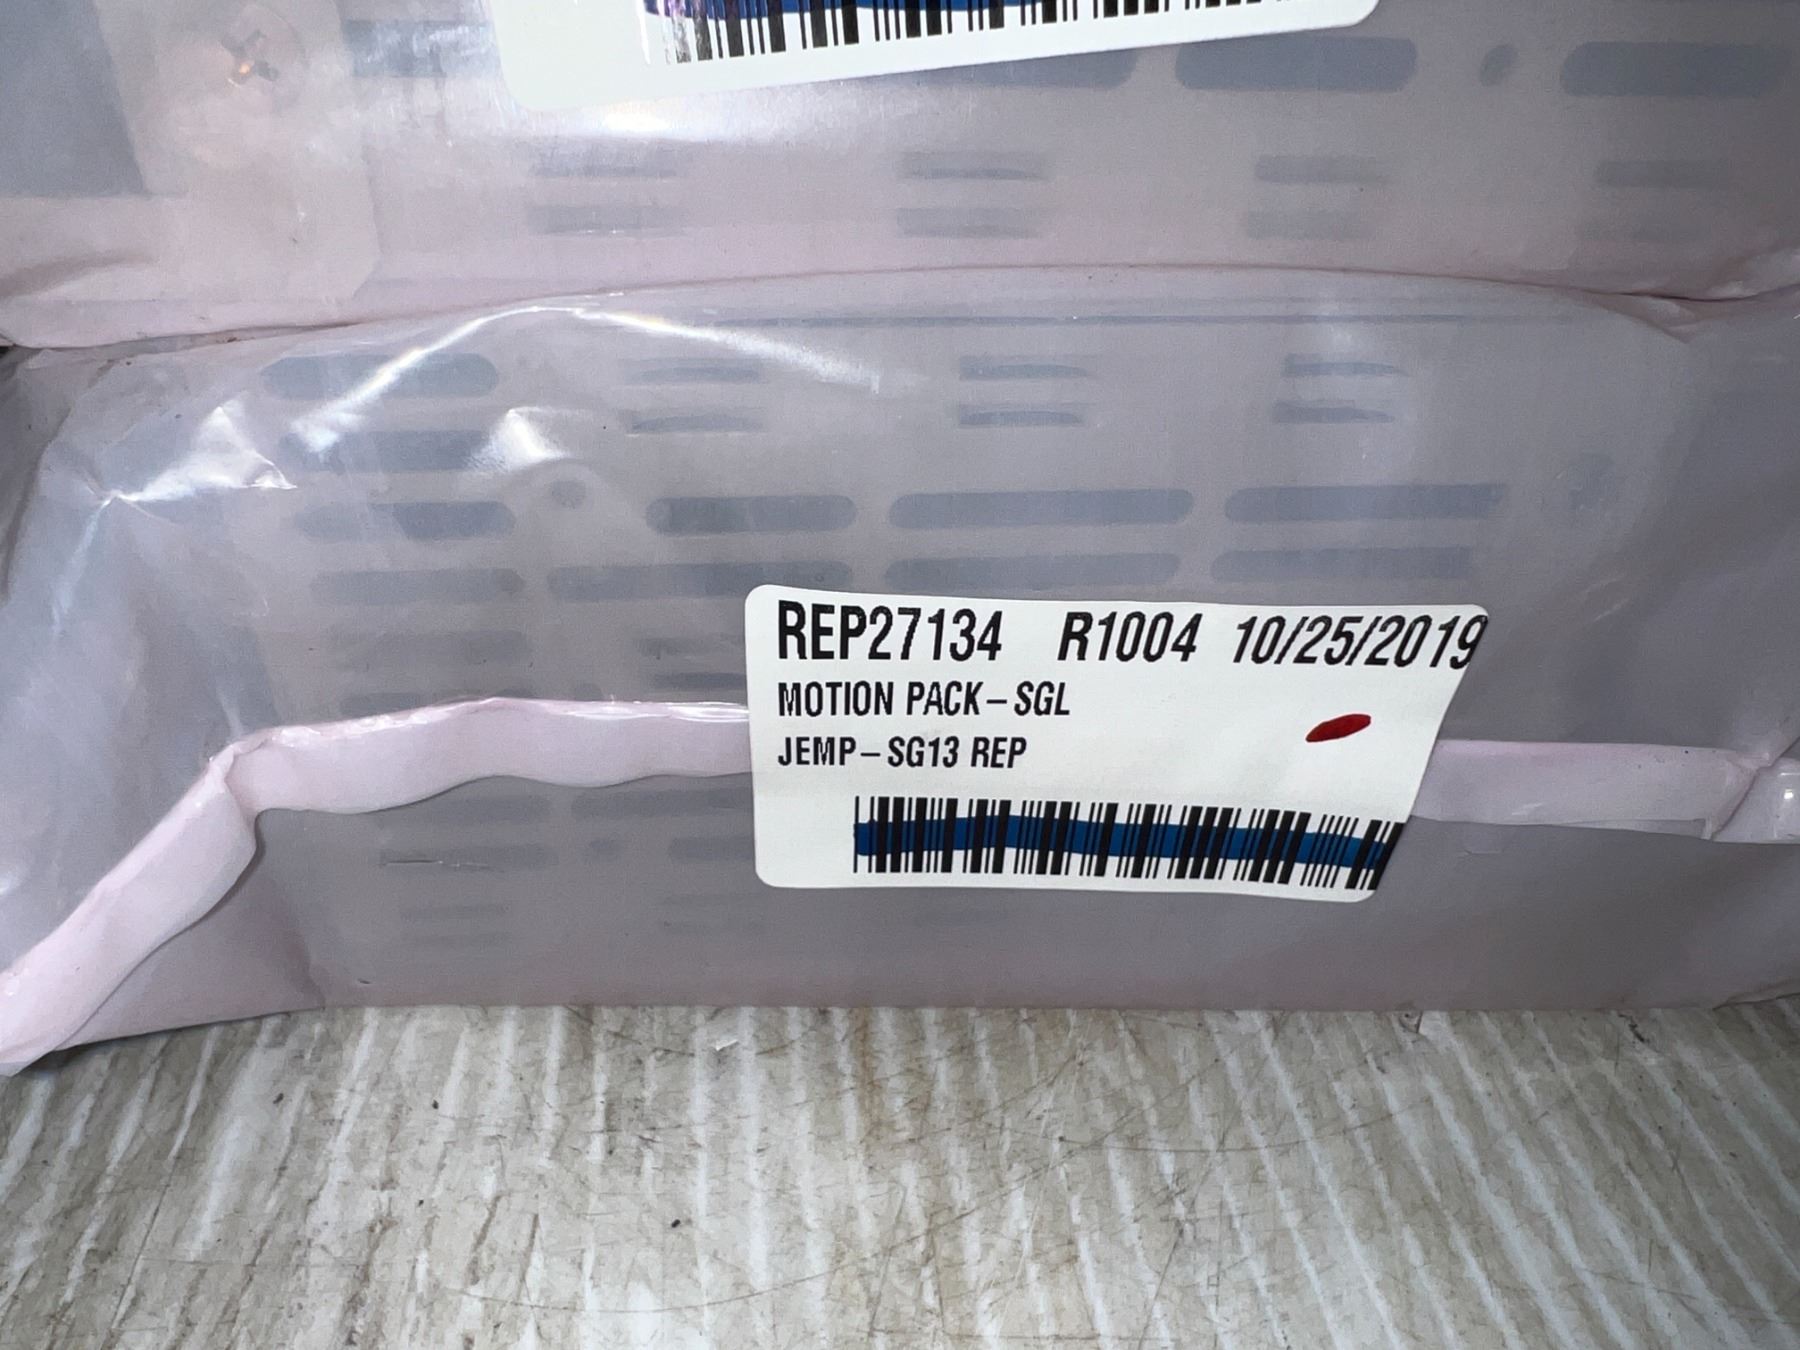 REP27134 R1004 10/25/2019
MOTION PACK-SGL
JEMP-SG13 REP